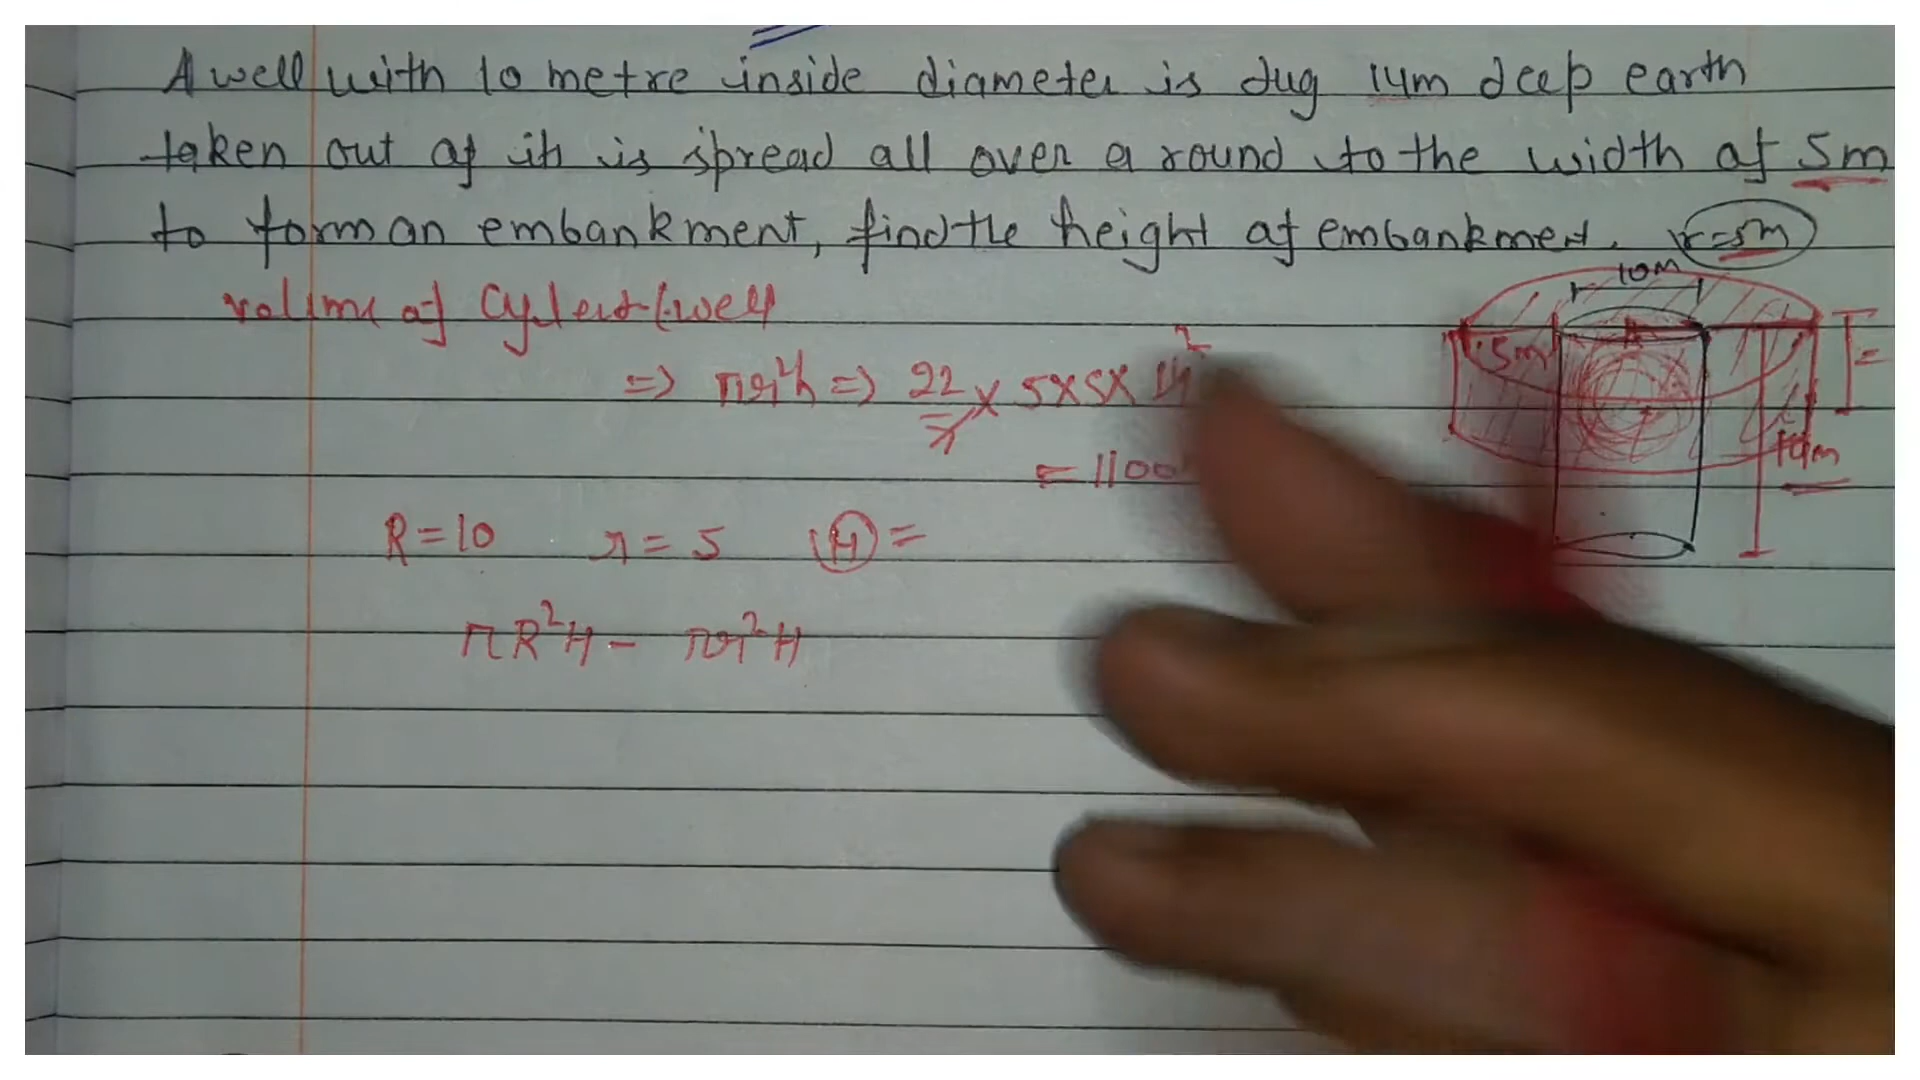 A well with 10 metre inside diameter is dug 14m deep earth
taken out of it is spread all over a round to the width of 5m
to form an embankment, find the height of embankment. r=5m
10m
volume of (well
.5m
=
=> πr²h => 22/7 x 5x5x 14 2
14m
= 1100
R=10 r=5 H=
πR²H - πr²H